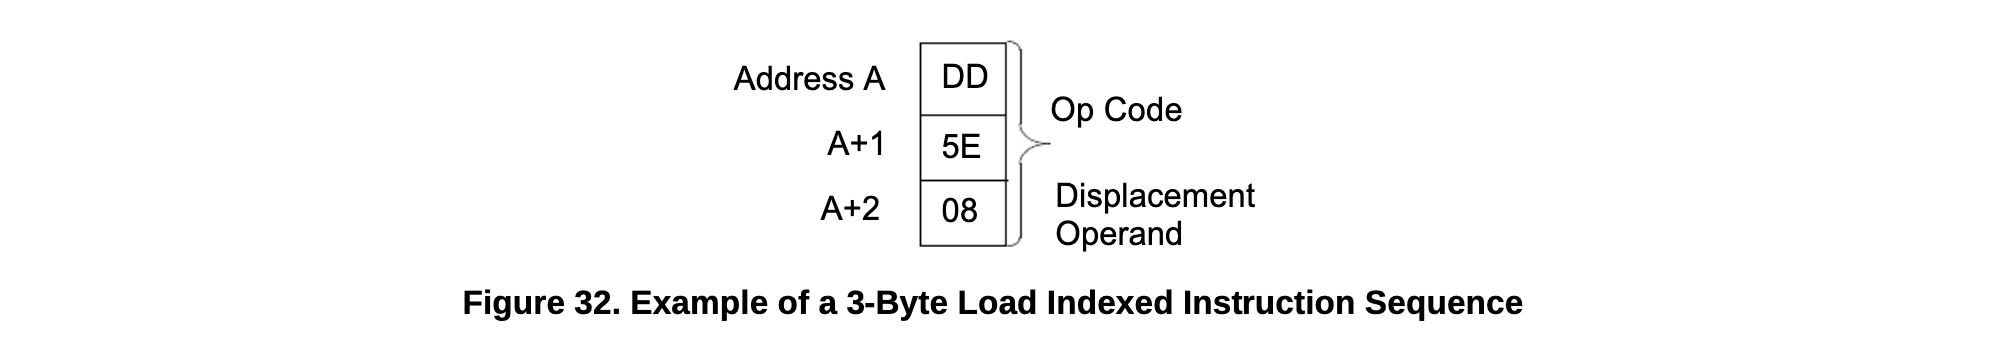 Address A DD
Op Code
A+1 5E
A+2 08
Displacement
Operand
Figure 32. Example of a 3-Byte Load Indexed Instruction Sequence